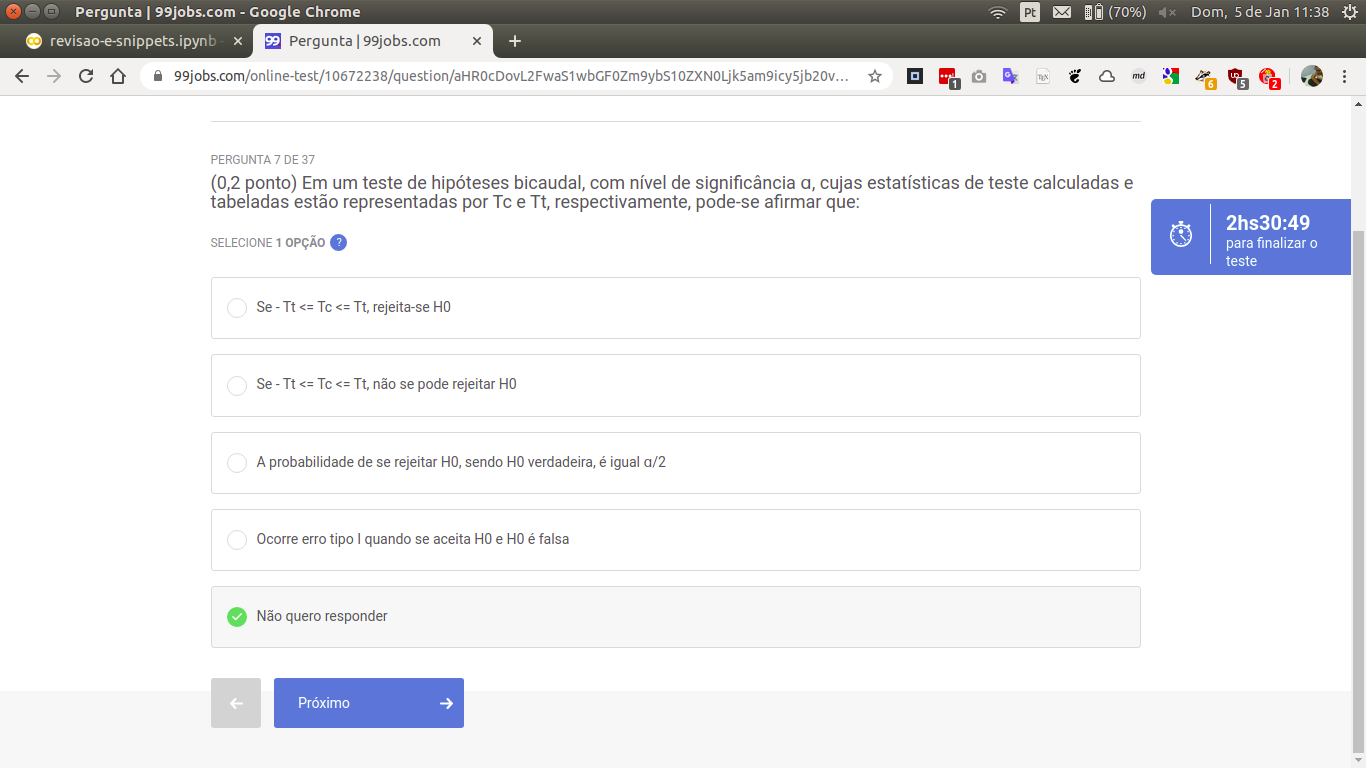 Pergunta | 99jobs.com - Google Chrome
Pt
(70%)
Dom, 5 de Jan 11:38
revisao-e-snippets.ipynb
Pergunta | 99jobs.com
99jobs.com/online-test/10672238/question/aHR0cDovL2FwaS1wbGF0Zm9ybS10ZXN0Ljk5am9icy5jb20v...
md
1
6
5
2
PERGUNTA 7 DE 37
(0,2 ponto) Em um teste de hipóteses bicaudal, com nível de significância α, cujas estatísticas de teste calculadas e
tabeladas estão representadas por Tc e Tt, respectivamente, pode-se afirmar que:
SELECIONE 1 OPÇÃO ?
2hs30:49
para finalizar o
teste
Se - Tt <= Tc <= Tt, rejeita-se H0
Se - Tt <= Tc <= Tt, não se pode rejeitar H0
A probabilidade de se rejeitar H0, sendo H0 verdadeira, é igual α/2
Ocorre erro tipo I quando se aceita H0 e H0 é falsa
Não quero responder
Próximo